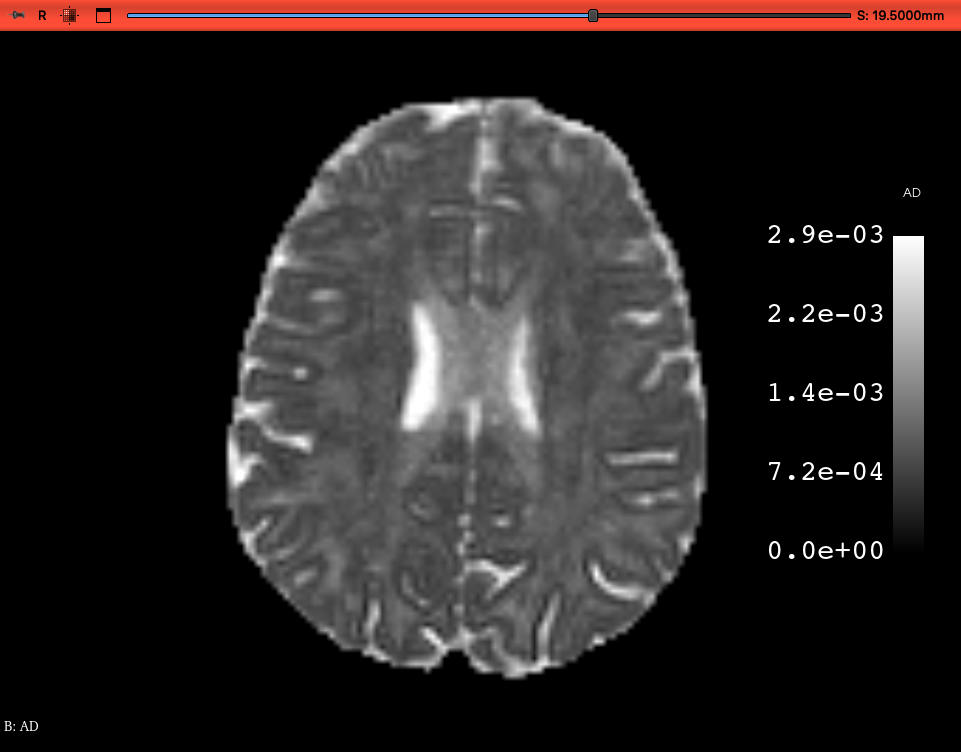 R
S: 19.5000mm
AD
2.9e-03
2.2e-03
1.4e-03
7.2e-04
0.0e+00
B: AD